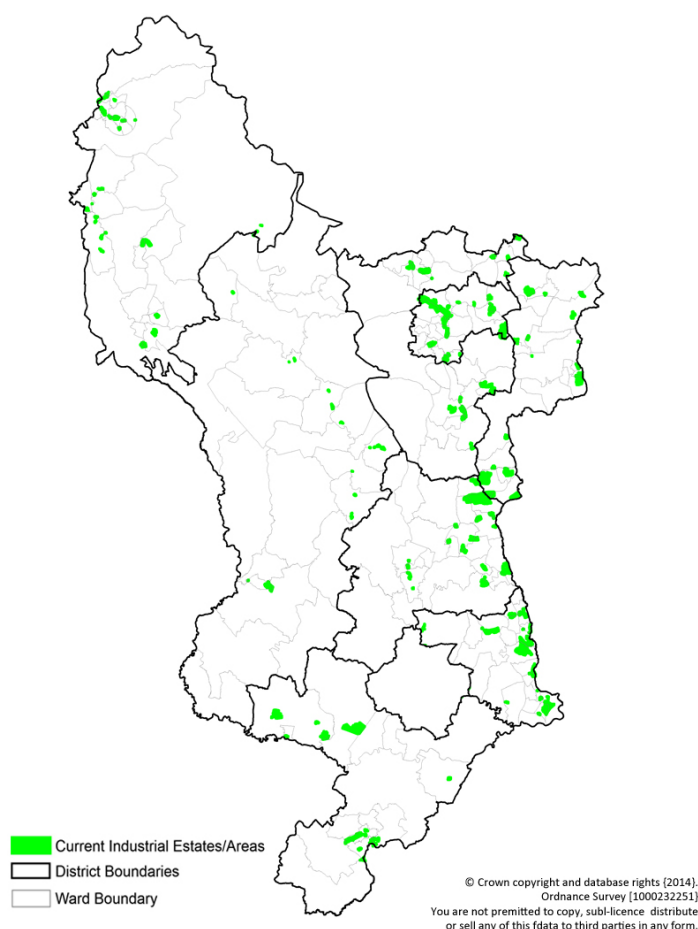 Current Industrial Estates/Areas
District Boundaries
Ward Boundary
© Crown copyright and database rights {2014}.
Ordnance Survey [1000232251]
You are not premitted to copy, subl-licence distribute
or sell any of this fdata to third parties in any form.